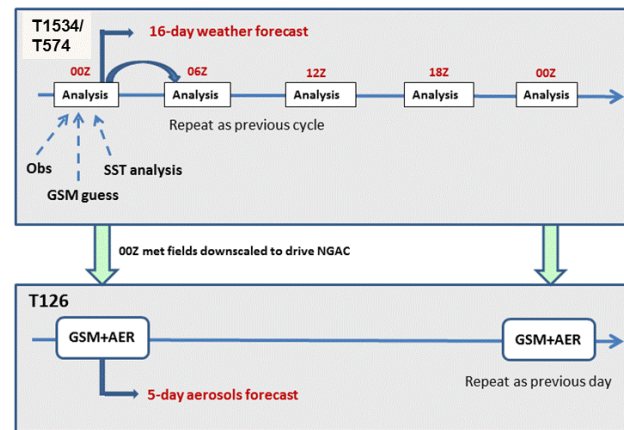 T1534/
T574
16-day weather forecast
00Z
06Z
12Z
18Z
00Z
Analysis
Analysis
Analysis
Analysis
Analysis
Repeat as previous cycle
Obs
SST analysis
GSM guess
00Z met fields downscaled to drive NGAC
T126
GSM+AER
GSM+AER
Repeat as previous day
5-day aerosols forecast